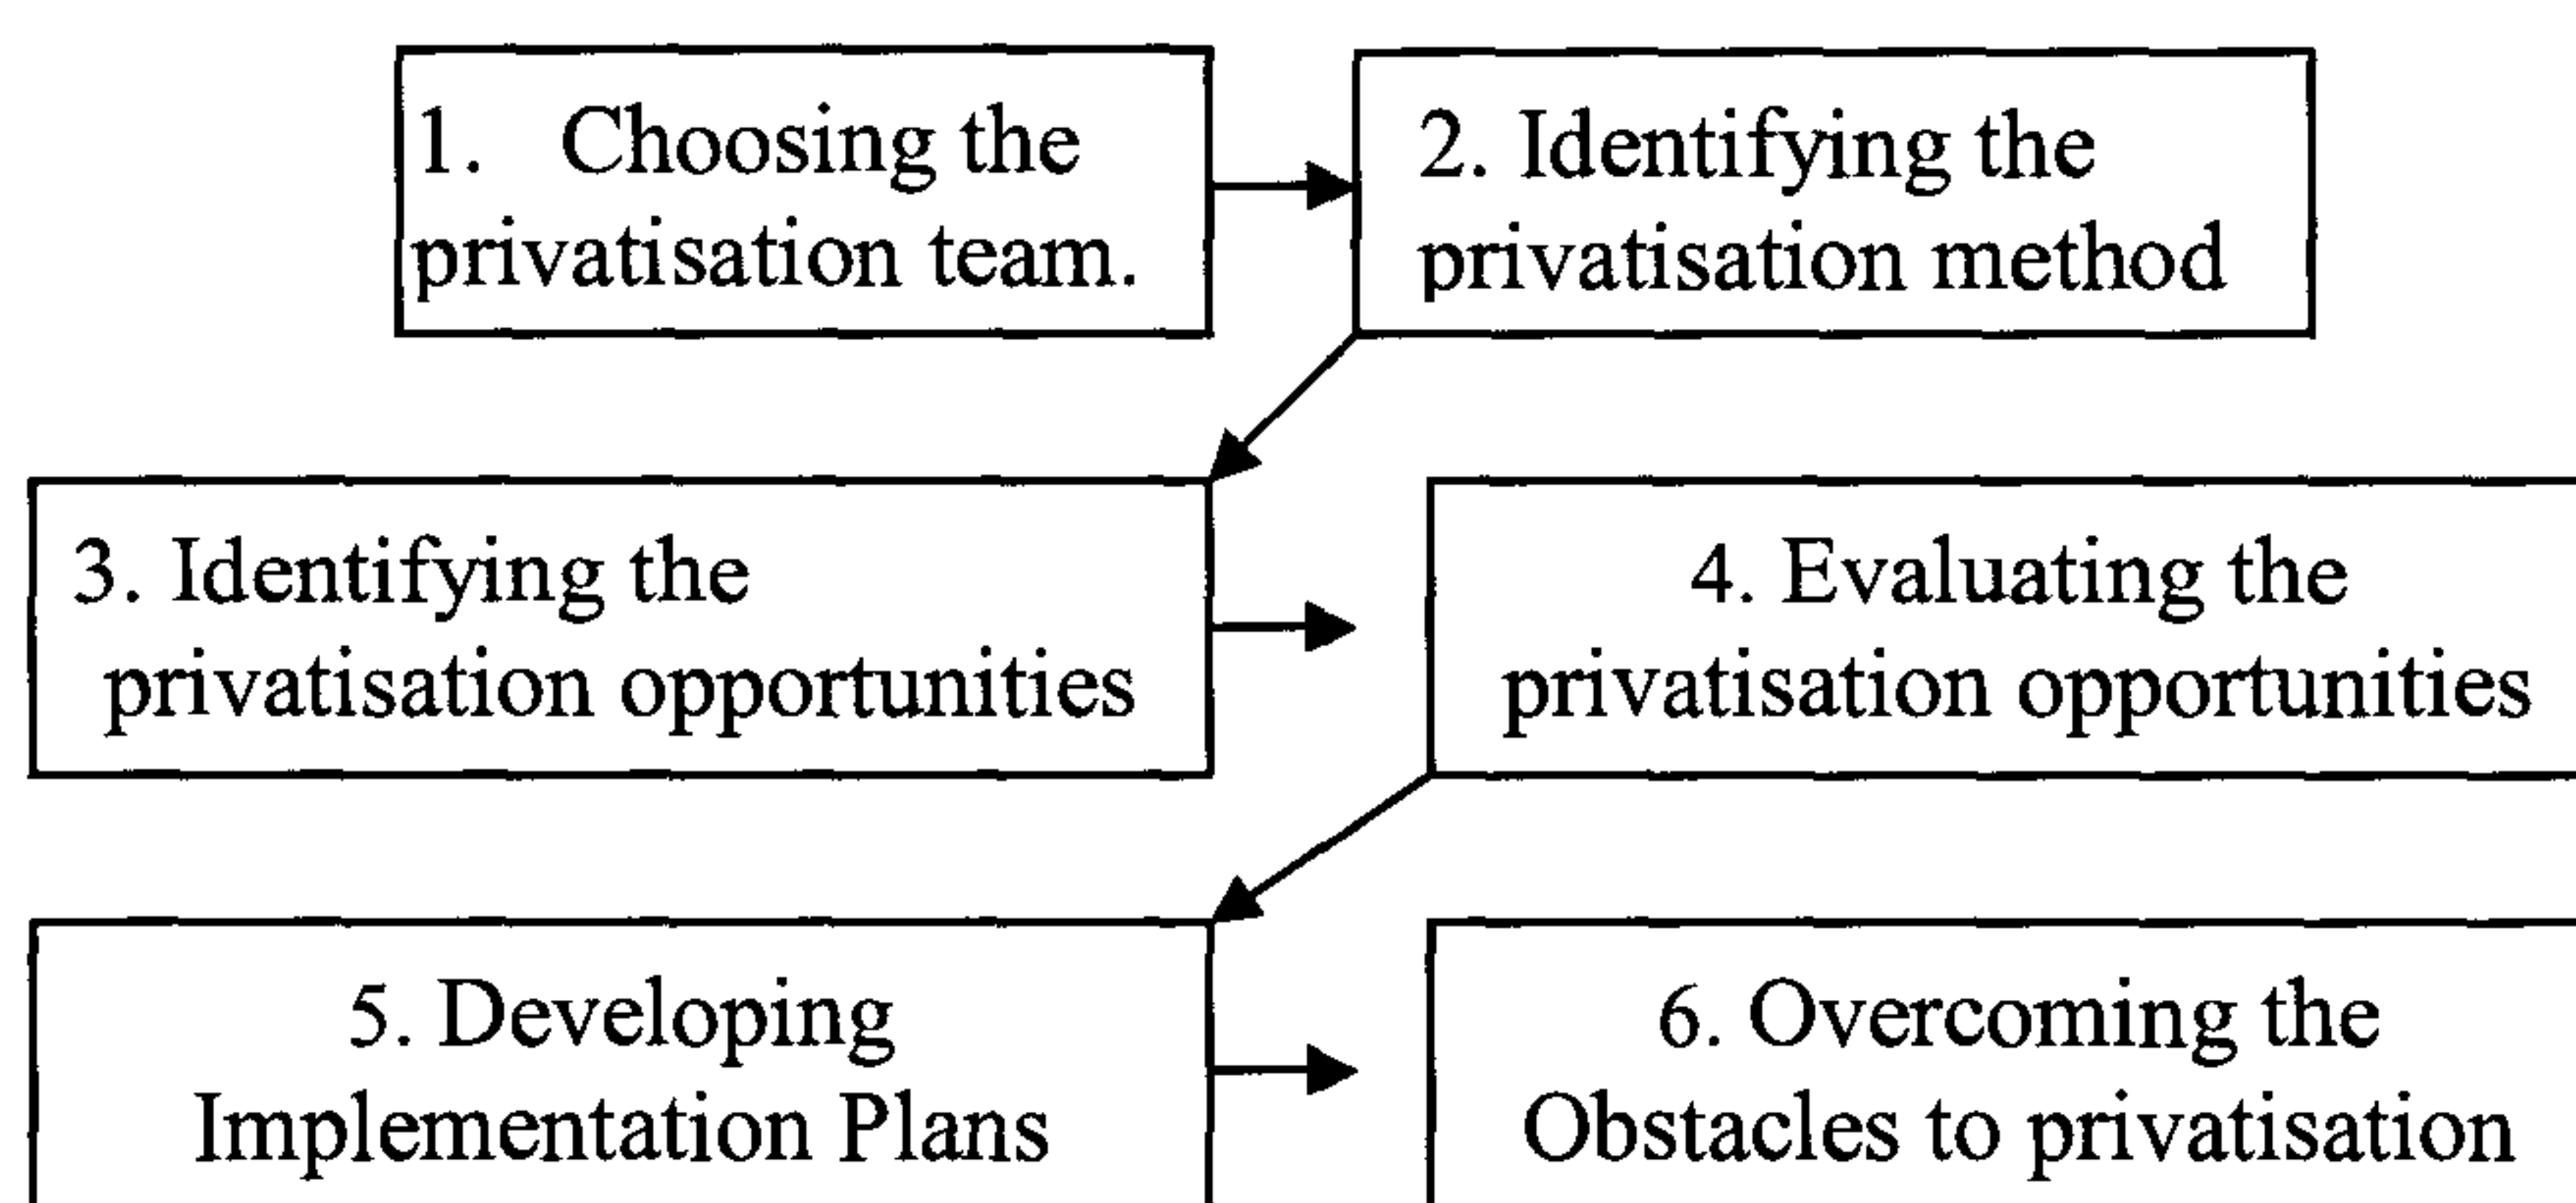 1. Choosing the
privatisation team.
2. Identifying the
privatisation method
3. Identifying the
privatisation opportunities
4. Evaluating the
privatisation opportunities
5. Developing
Implementation Plans
6. Overcoming the
Obstacles to privatisation